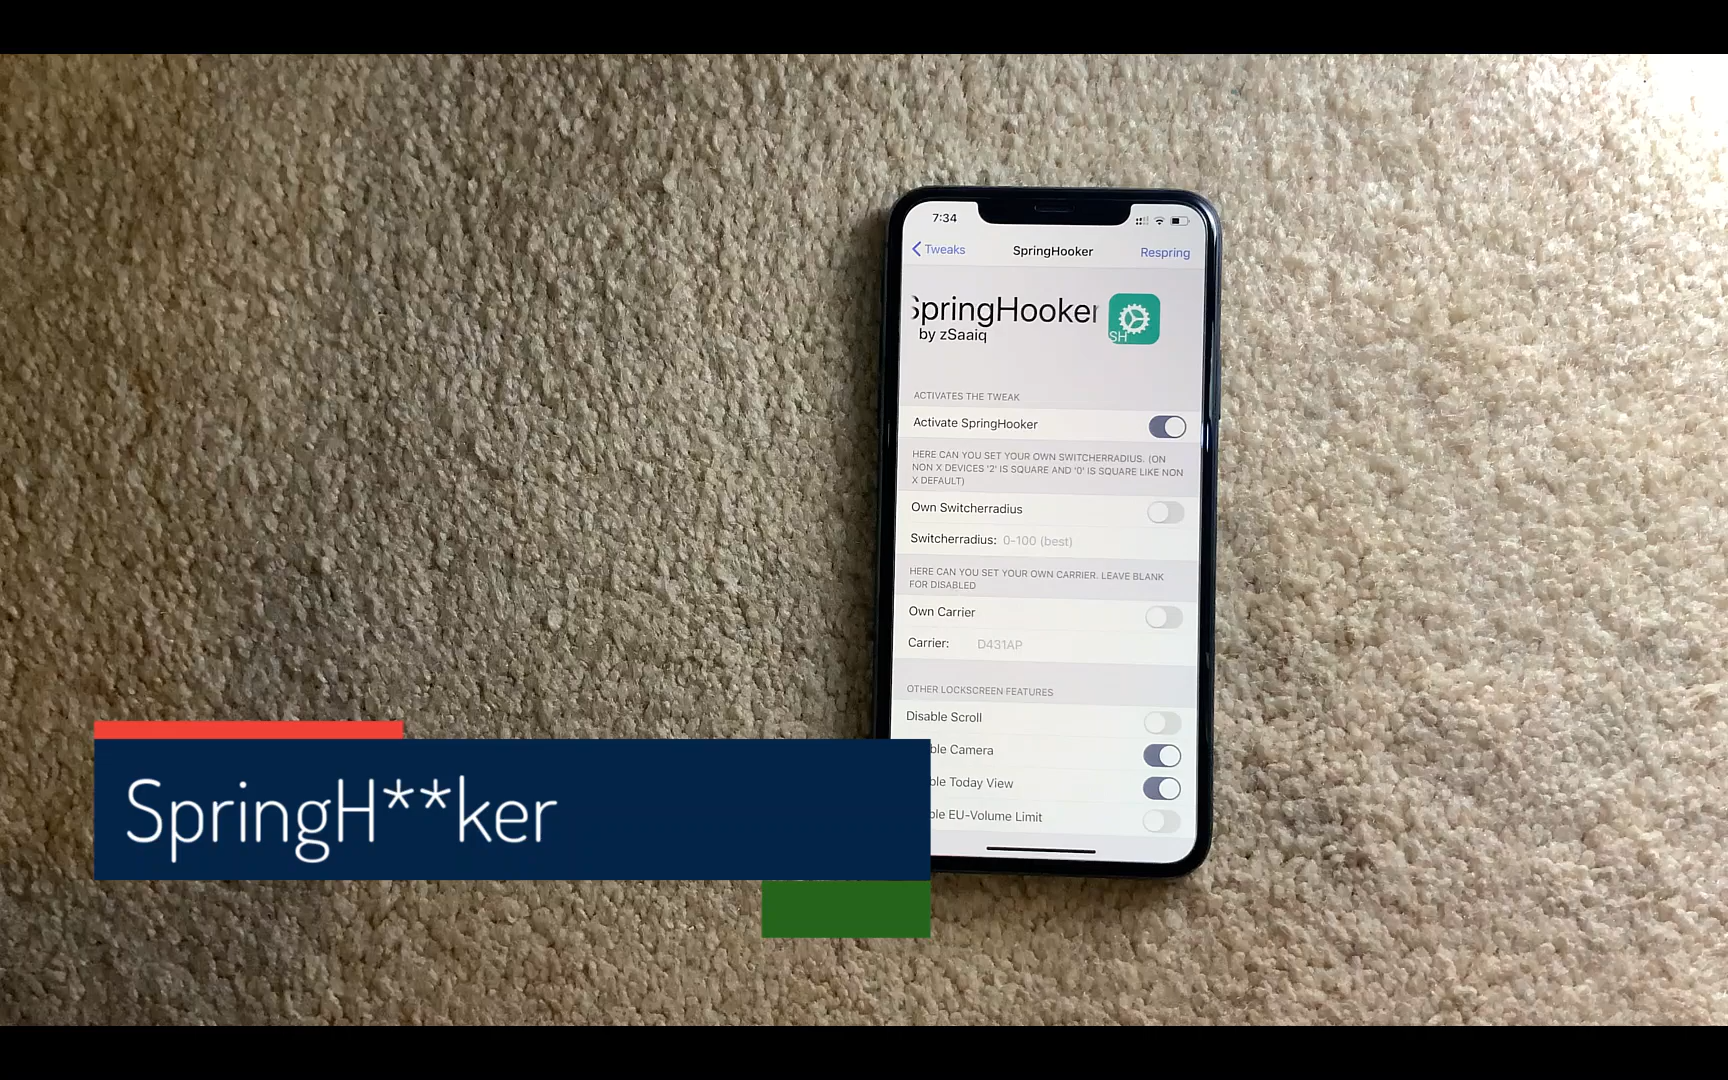 7:34
Tweaks
SpringHooker
Respring
SpringHooker
by zSaaiq
SH
ACTIVATES THE TWEAK
Activate SpringHooker
HERE CAN YOU SET YOUR OWN SWITCHERRADIUS. (ON
NON X DEVICES '2' IS SQUARE AND '0' IS SQUARE LIKE NON
X DEFAULT)
Own Switcherradius
Switcherradius: 0-100 (best)
HERE CAN YOU SET YOUR OWN CARRIER. LEAVE BLANK
FOR DISABLED
Own Carrier
Carrier: D431AP
OTHER LOCKSCREEN FEATURES
Disable Scroll
ble Camera
ble Today View
ble EU-Volume Limit
SpringH**ker